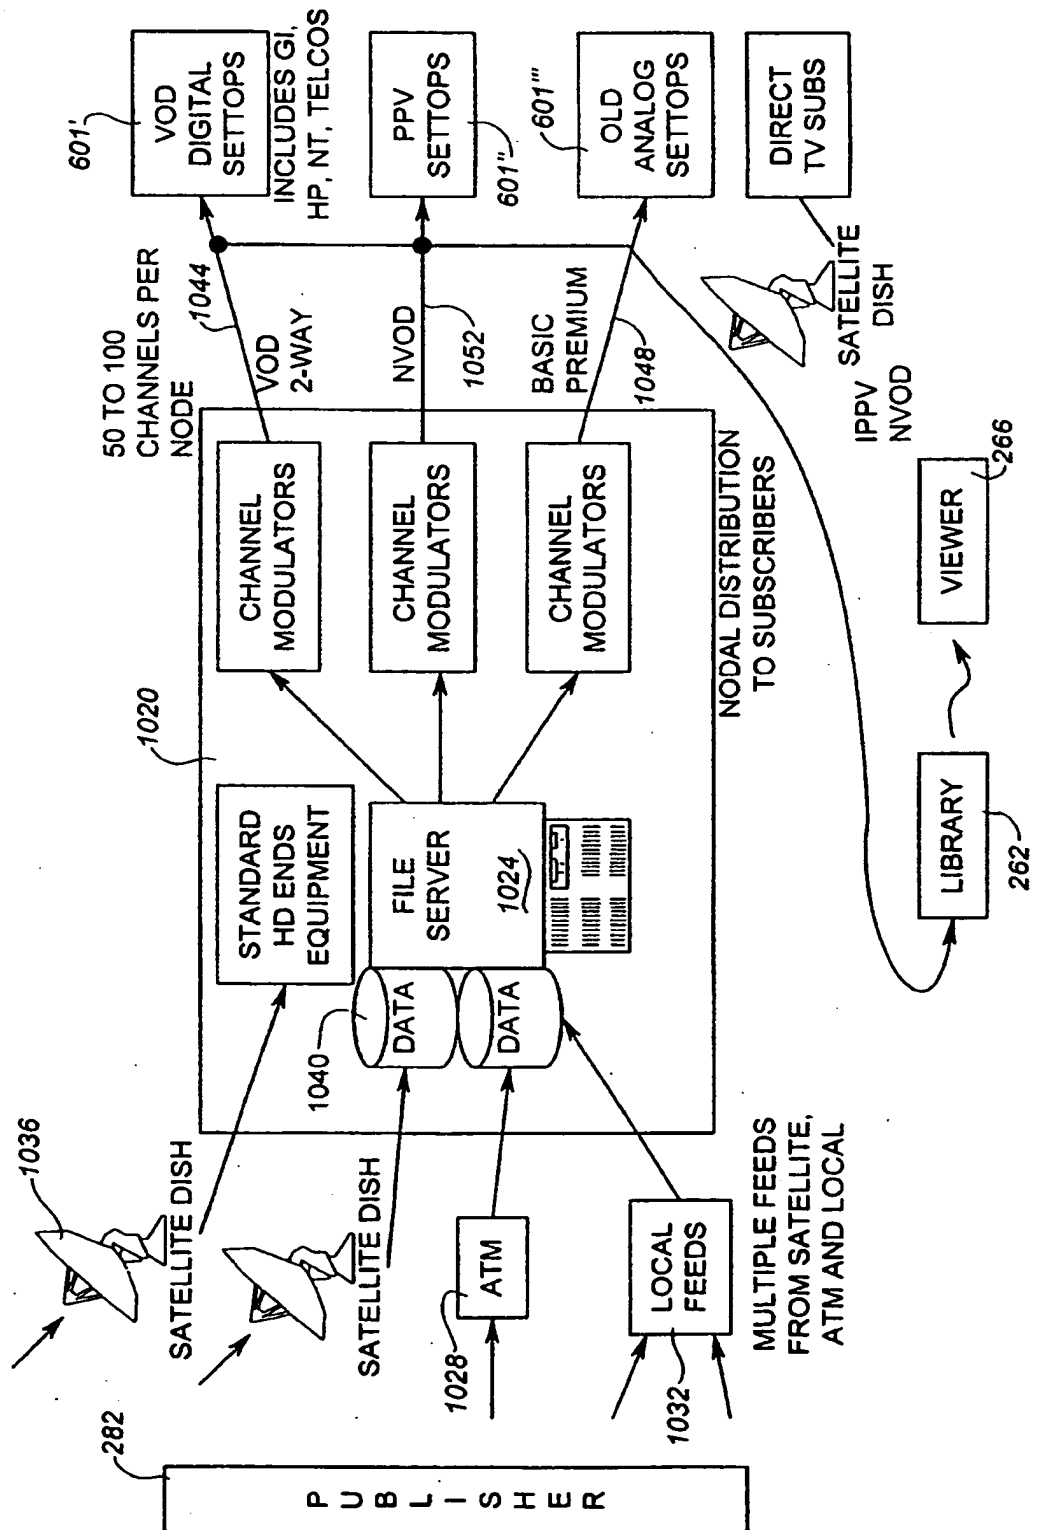 282
PUBLISHER
1036
SATELLITE DISH
SATELLITE DISH
1028
ATM
1032
LOCAL
FEEDS
MULTIPLE FEEDS
FROM SATELLITE,
ATM AND LOCAL
1020
STANDARD
HD ENDS
EQUIPMENT
1040
DATA
DATA
FILE
SERVER
1024
CHANNEL
MODULATORS
CHANNEL
MODULATORS
CHANNEL
MODULATORS
NODAL DISTRIBUTION
TO SUBSCRIBERS
50 TO 100
CHANNELS PER
NODE
1044
VOD
2-WAY
NVOD
1052
BASIC
PREMIUM
1048
601'
VOD
DIGITAL
SETTOPS
INCLUDES GI,
HP, NT, TELCOS
PPV
SETTOPS
601''
601'''
OLD
ANALOG
SETTOPS
DIRECT
TV SUBS
SATELLITE
DISH
IPPV
NVOD
LIBRARY
262
VIEWER
266